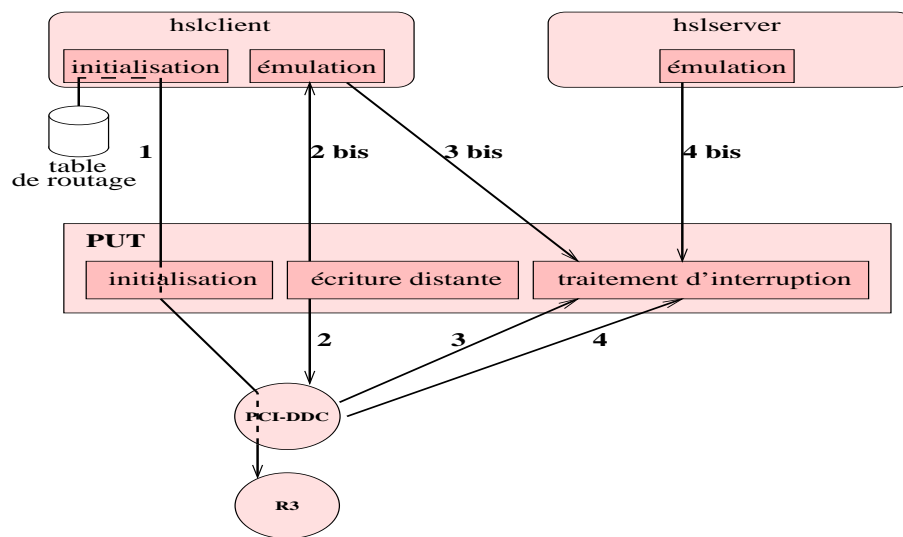 hslclient
hslserver
initialisation
émulation
émulation
table
de routage
1
2 bis
3 bis
4 bis
PUT
initialisation
écriture distante
traitement d'interruption
2
3
4
PCI-DDC
R3